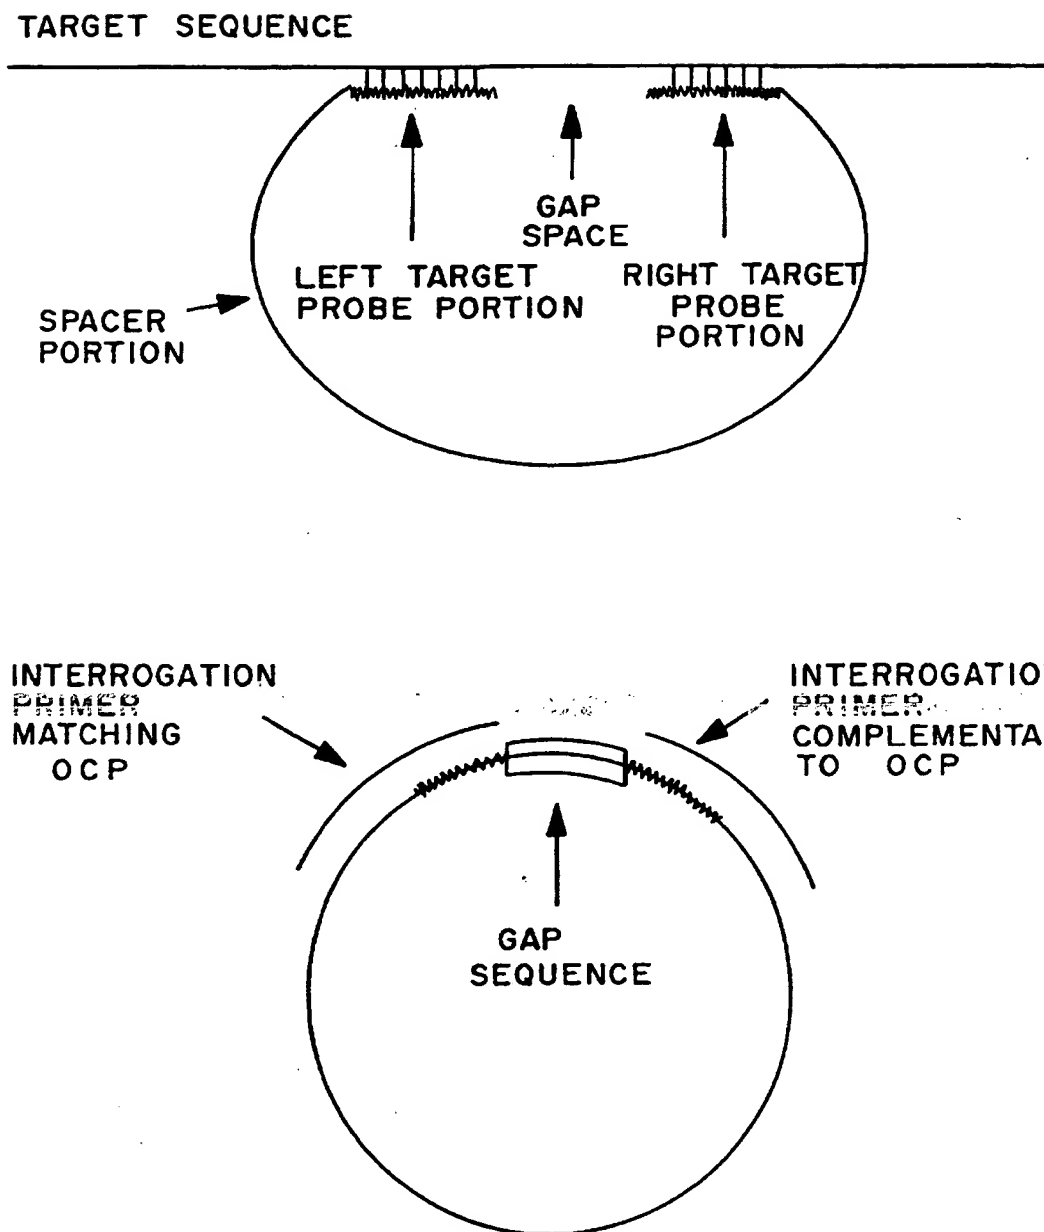 TARGET SEQUENCE
GAP
SPACE
LEFT TARGET
PROBE PORTION
RIGHT TARGET
PROBE
PORTION
SPACER
PORTION
INTERROGATION
PRIMER
MATCHING
OCP
INTERROGATIO
PRIMER
COMPLEMENTA
TO OCP
GAP
SEQUENCE